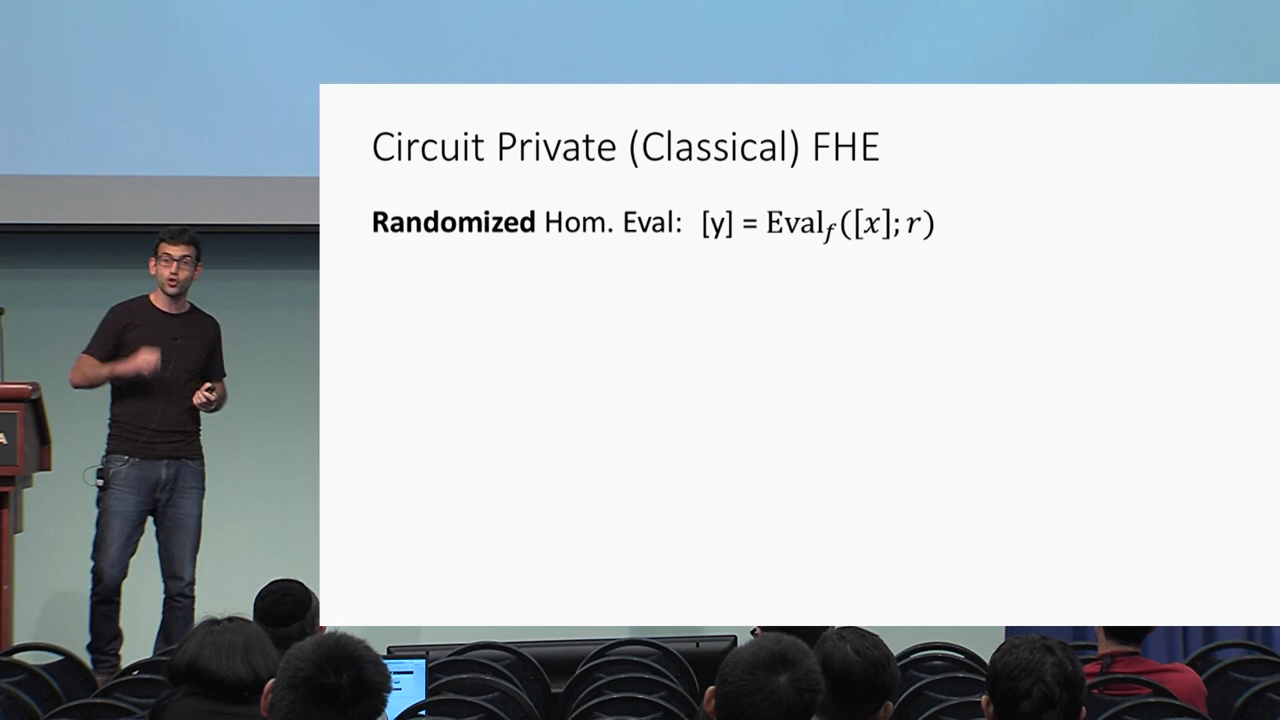 Circuit Private (Classical) FHE
Randomized Hom. Eval: [y] = Eval_f([x]; r)
A